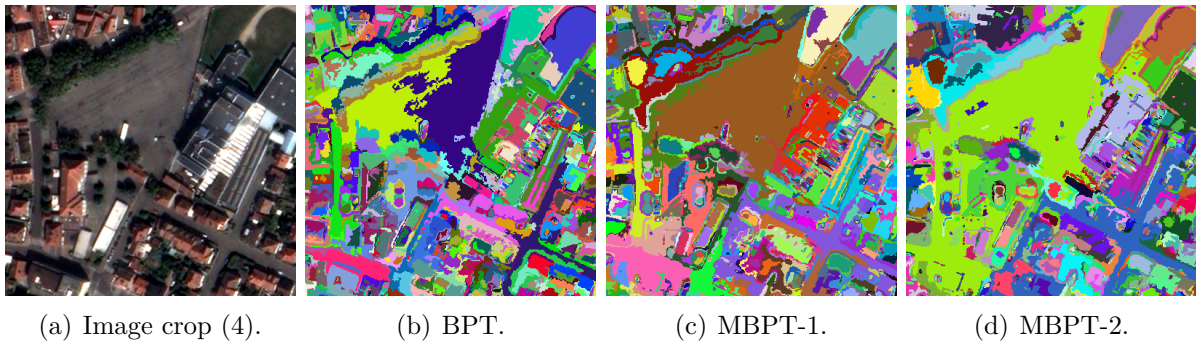 (a) Image crop (4).
(b) BPT.
(c) MBPT-1.
(d) MBPT-2.